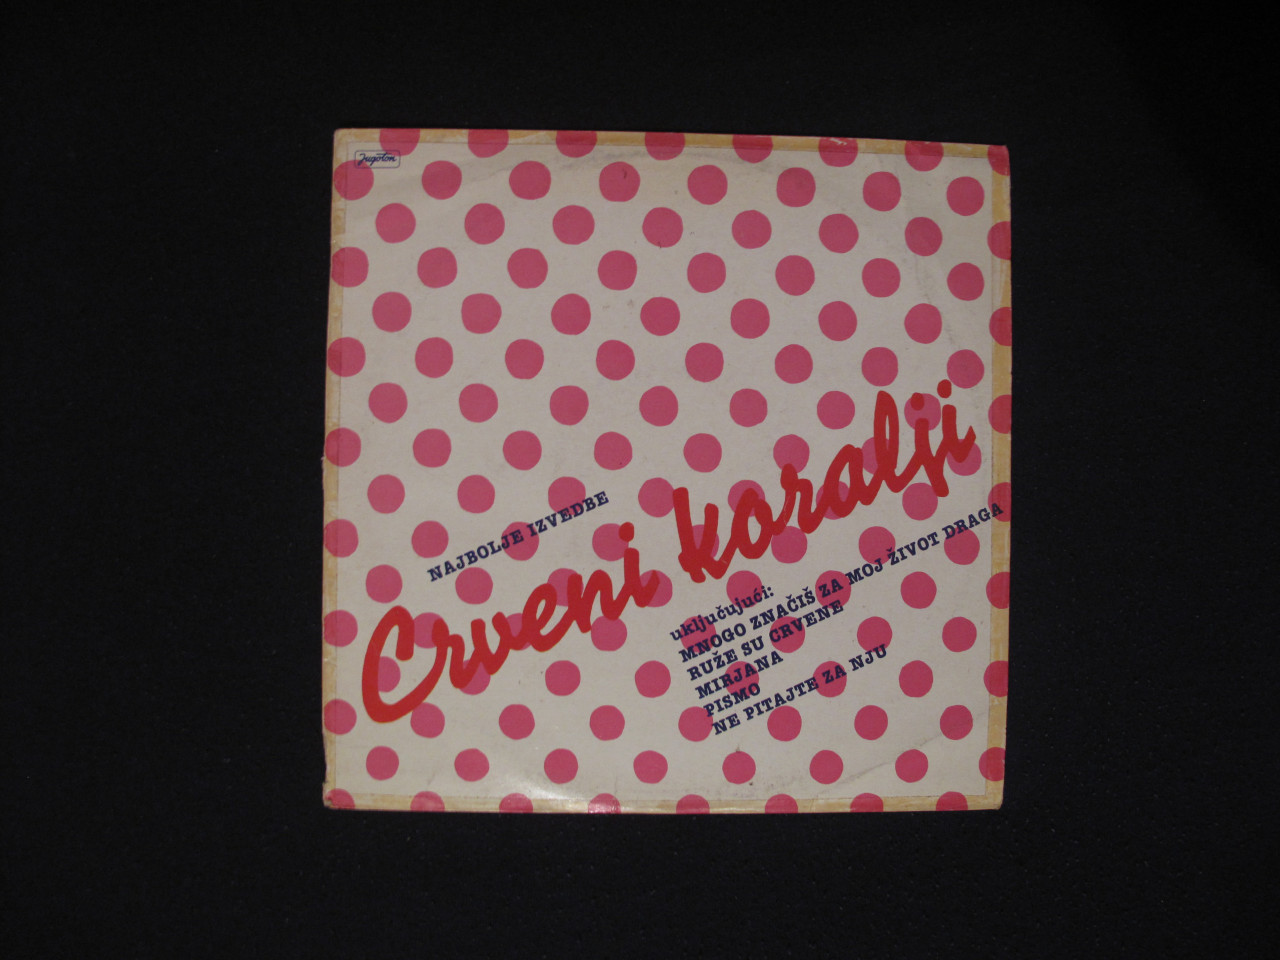 Jugoton
NAJBOLJE IZVEDBE
Crveni koralji
uključujući:
MNOGO ZNAČIŠ ZA MOJ ŽIVOT DRAGA
RUŽE SU CRVENE
MIRJANA
PISMO
NE PITAJTE ZA NJU